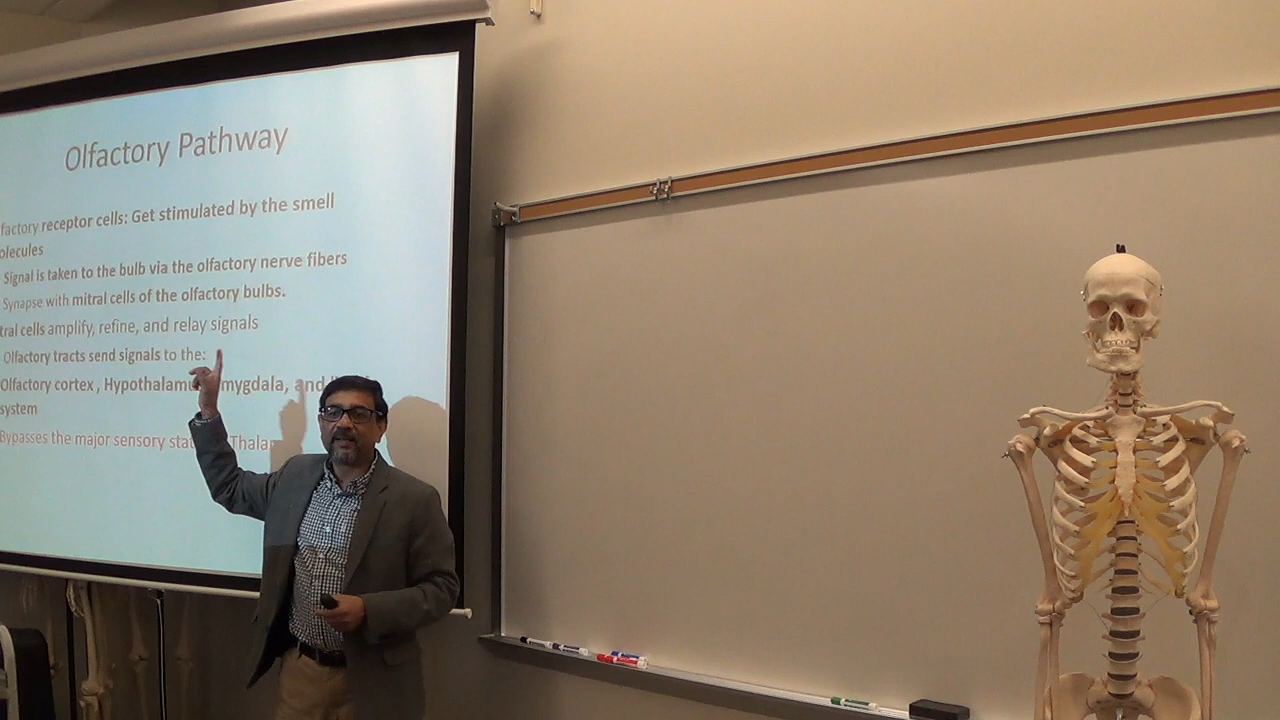 Olfactory Pathway
factory receptor cells: Get stimulated by the smell
olecules
Signal is taken to the bulb via the olfactory nerve fibers
Synapse with mitral cells of the olfactory bulbs.
tral cells amplify, refine, and relay signals
Olfactory tracts send signals to the:
Olfactory cortex , Hypothalamu mygdala, and
system
Bypasses the major sensory stat Thala